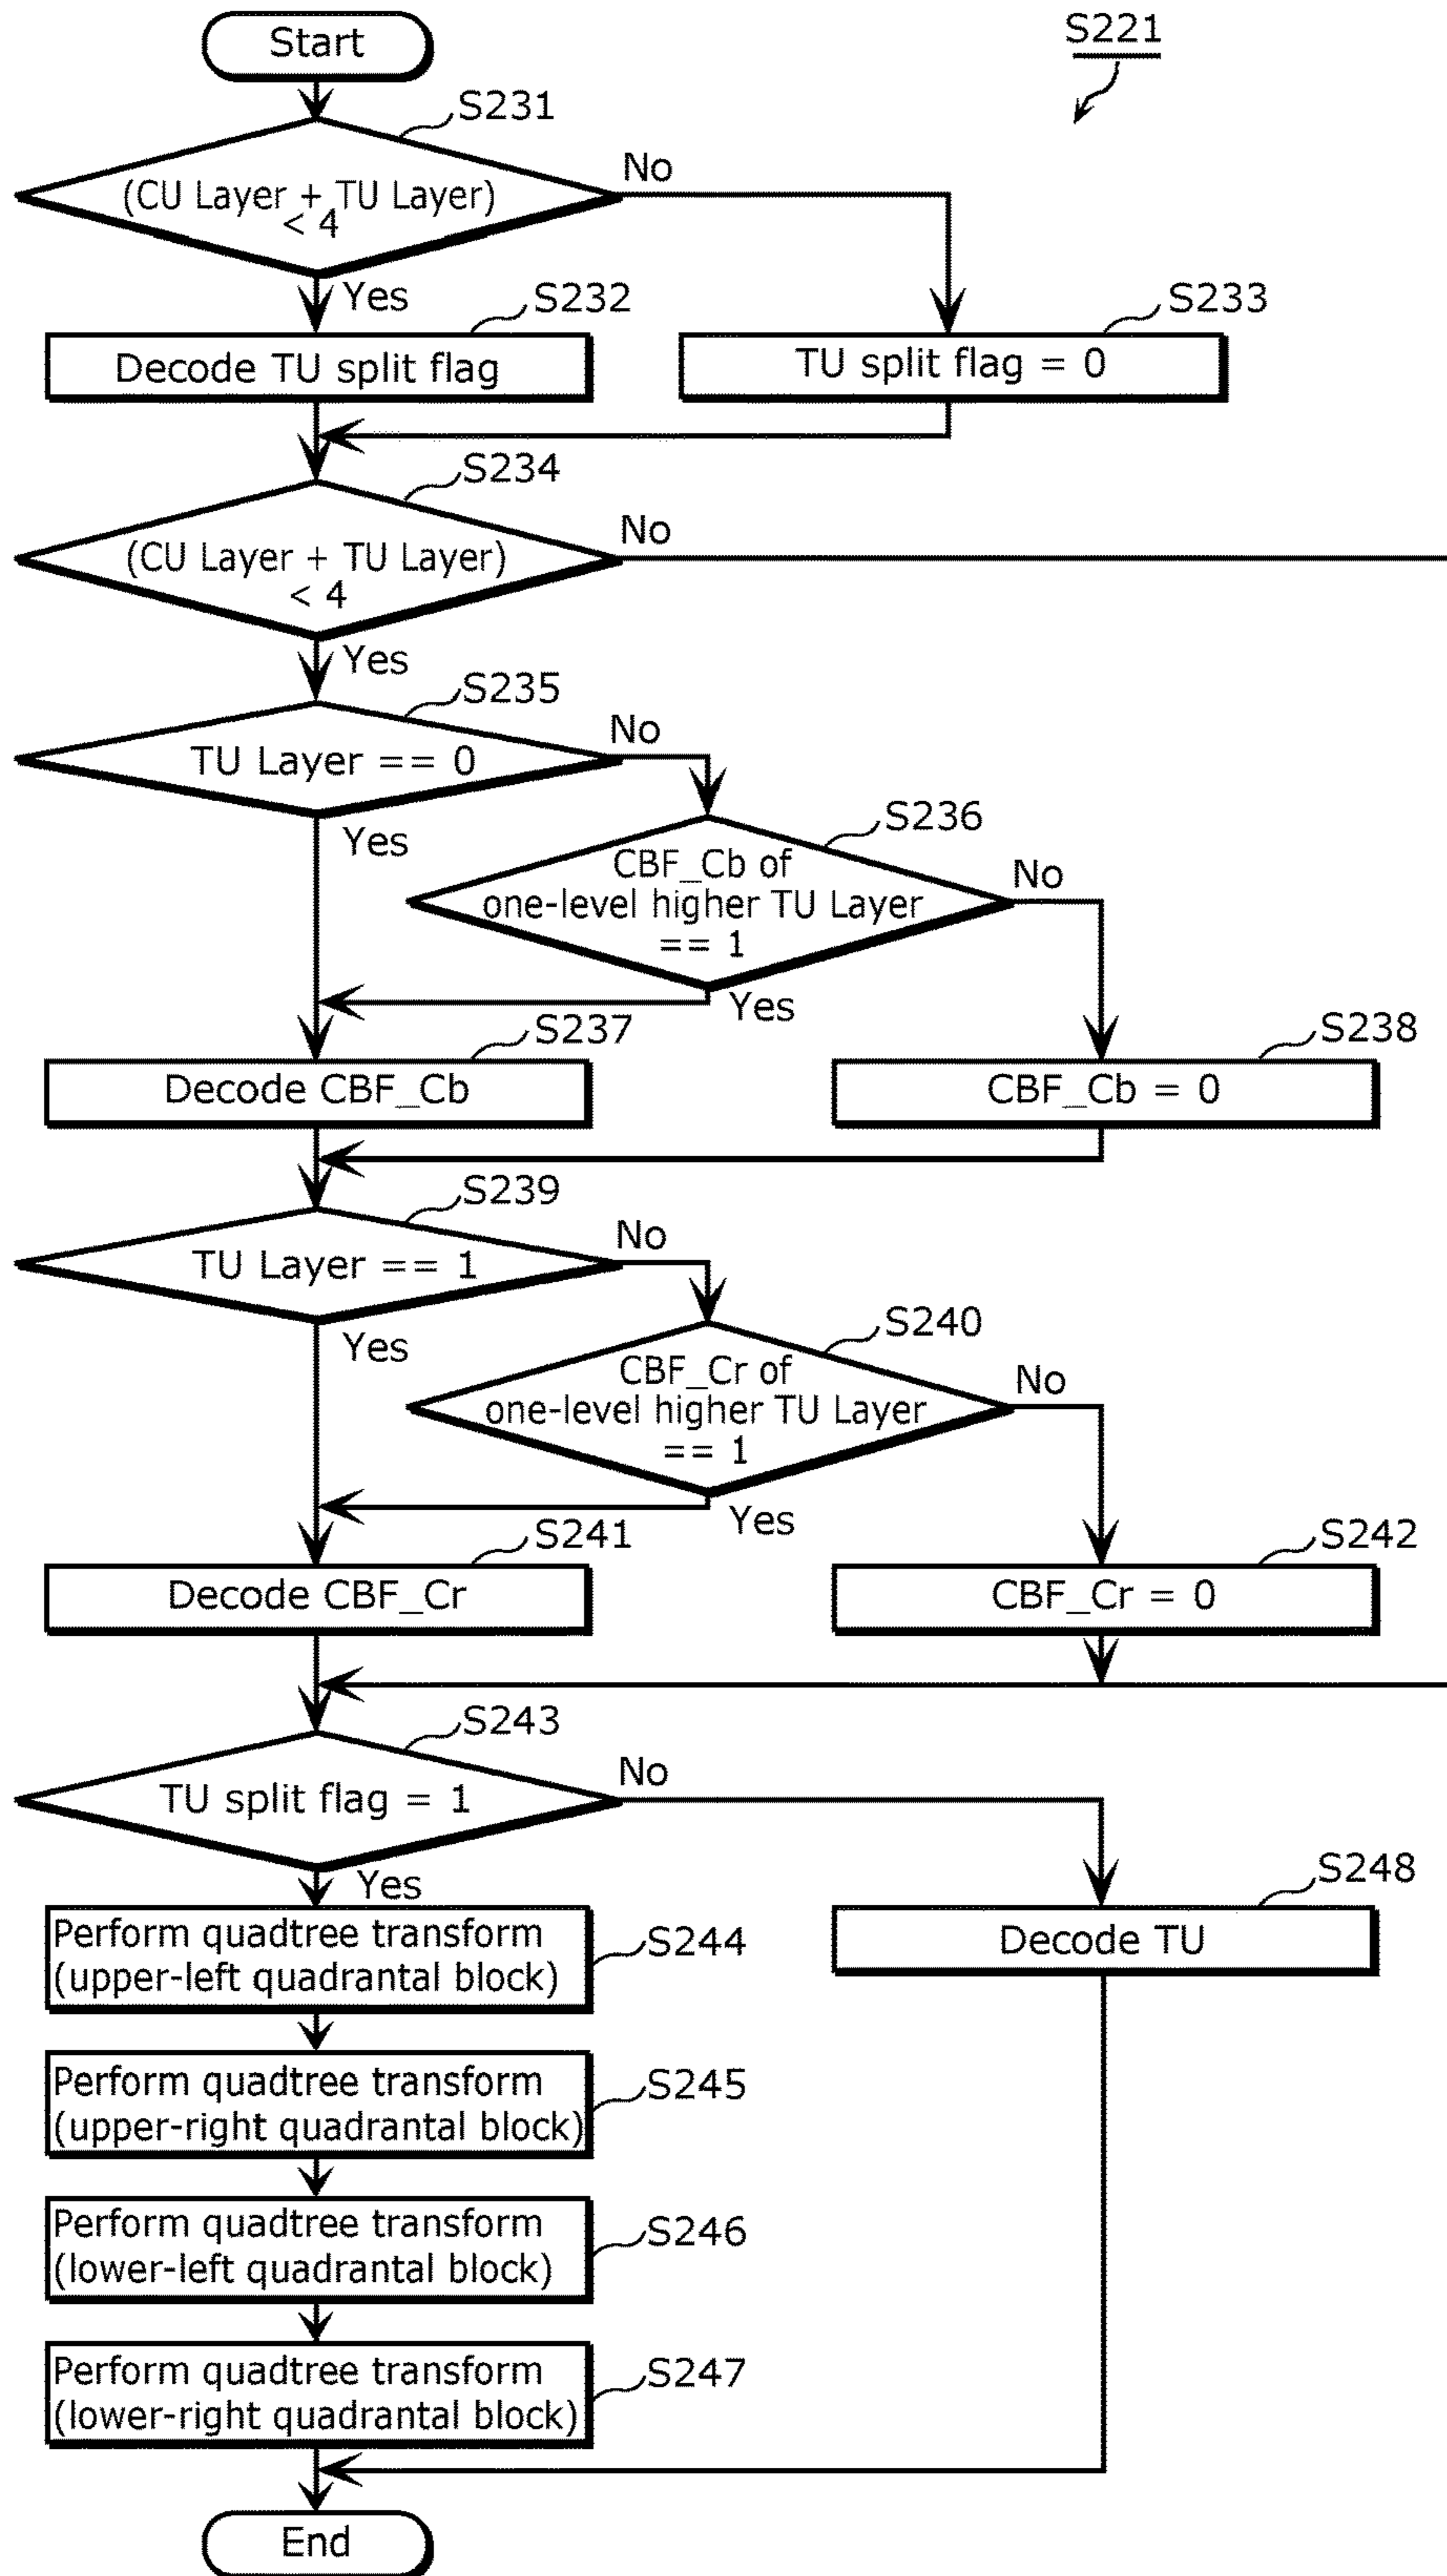 Start
S221
S231
(CU Layer + TU Layer)
< 4
No
Yes
S232
S233
Decode TU split flag
TU split flag = 0
S234
(CU Layer + TU Layer)
< 4
No
Yes
S235
TU Layer == 0
No
Yes
S236
CBF_Cb of
one-level higher TU Layer
== 1
No
Yes
S237
S238
Decode CBF_Cb
CBF_Cb = 0
S239
TU Layer == 1
No
Yes
S240
CBF_Cr of
one-level higher TU Layer
== 1
No
Yes
S241
S242
Decode CBF_Cr
CBF_Cr = 0
S243
TU split flag = 1
No
Yes
S248
Decode TU
Perform quadtree transform
(upper-left quadrantal block)
S244
Perform quadtree transform
(upper-right quadrantal block)
S245
Perform quadtree transform
(lower-left quadrantal block)
S246
Perform quadtree transform
(lower-right quadrantal block)
S247
End